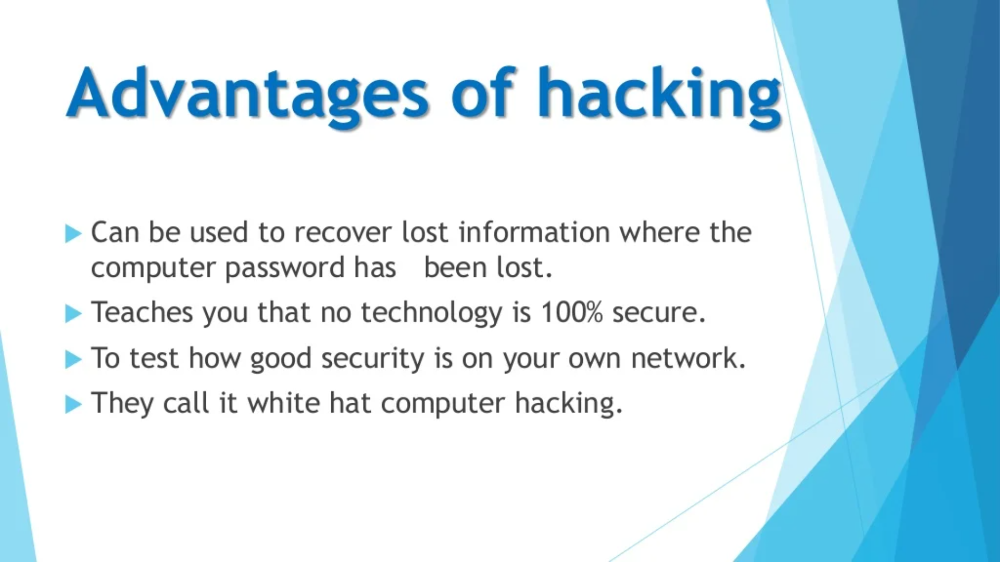 Advantages of hacking
Can be used to recover lost information where the
computer password has   been lost.
Teaches you that no technology is 100% secure.
To test how good security is on your own network.
They call it white hat computer hacking.